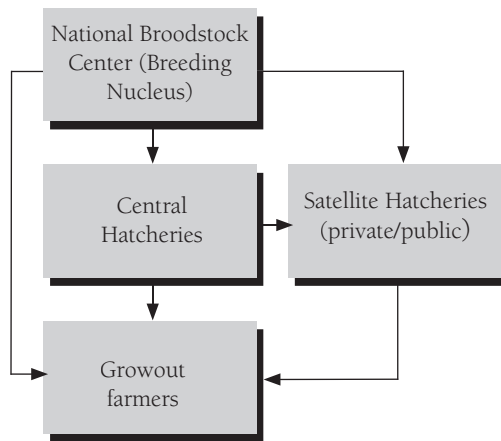 National Broodstock
Center (Breeding
Nucleus)
Central
Hatcheries
Satellite Hatcheries
(private/public)
Growout
farmers